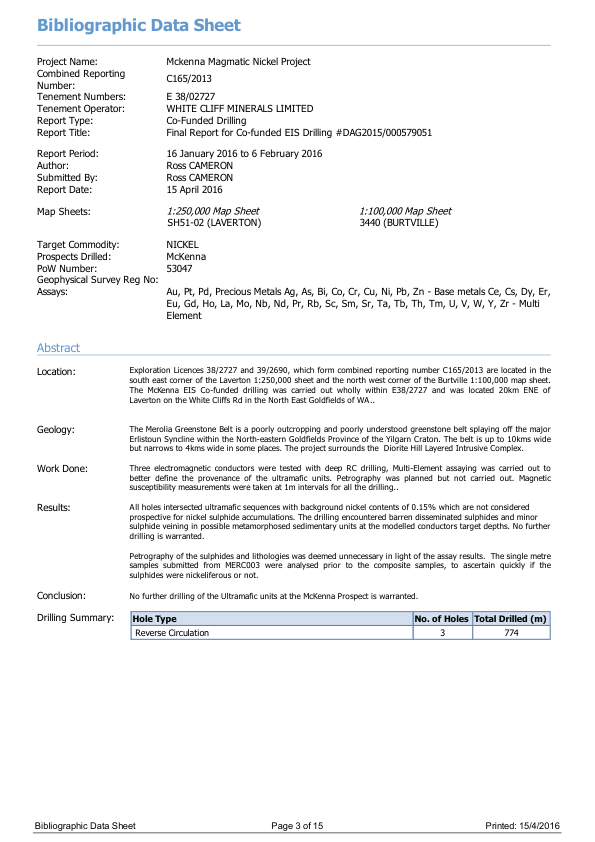 Bibliographic Data Sheet
Project Name: Mckenna Magmatic Nickel Project
Combined Reporting
Number: C165/2013
Tenement Numbers: E 38/02727
Tenement Operator: WHITE CLIFF MINERALS LIMITED
Report Type: Co-Funded Drilling
Report Title: Final Report for Co-funded EIS Drilling #DAG2015/000579051
Report Period: 16 January 2016 to 6 February 2016
Author: Ross CAMERON
Submitted By: Ross CAMERON
Report Date: 15 April 2016
Map Sheets: 1:250,000 Map Sheet 1:100,000 Map Sheet
SH51-02 (LAVERTON) 3440 (BURTVILLE)
Target Commodity: NICKEL
Prospects Drilled: McKenna
PoW Number: 53047
Geophysical Survey Reg No:
Assays: Au, Pt, Pd, Precious Metals Ag, As, Bi, Co, Cr, Cu, Ni, Pb, Zn - Base metals Ce, Cs, Dy, Er,
Eu, Gd, Ho, La, Mo, Nb, Nd, Pr, Rb, Sc, Sm, Sr, Ta, Tb, Th, Tm, U, V, W, Y, Zr - Multi
Element
Abstract
Location: Exploration Licences 38/2727 and 39/2690, which form combined reporting number C165/2013 are located in the
south east corner of the Laverton 1:250,000 sheet and the north west corner of the Burtville 1:100,000 map sheet.
The McKenna EIS Co-funded drilling was carried out wholly within E38/2727 and was located 20km ENE of
Laverton on the White Cliffs Rd in the North East Goldfields of WA..
Geology: The Merolia Greenstone Belt is a poorly outcropping and poorly understood greenstone belt splaying off the major
Erlistoun Syncline within the North-eastern Goldfields Province of the Yilgarn Craton. The belt is up to 10kms wide
but narrows to 4kms wide in some places. The project surrounds the Diorite Hill Layered Intrusive Complex.
Work Done: Three electromagnetic conductors were tested with deep RC drilling, Multi-Element assaying was carried out to
better define the provenance of the ultramafic units. Petrography was planned but not carried out. Magnetic
susceptibility measurements were taken at 1m intervals for all the drilling..
Results: All holes intersected ultramafic sequences with background nickel contents of 0.15% which are not considered
prospective for nickel sulphide accumulations. The drilling encountered barren disseminated sulphides and minor
sulphide veining in possible metamorphosed sedimentary units at the modelled conductors target depths. No further
drilling is warranted.
Petrography of the sulphides and lithologies was deemed unnecessary in light of the assay results. The single metre
samples submitted from MERC003 were analysed prior to the composite samples, to ascertain quickly if the
sulphides were nickeliferous or not.
Conclusion: No further drilling of the Ultramafic units at the McKenna Prospect is warranted.
Drilling Summary: Hole Type No. of Holes Total Drilled (m)
Reverse Circulation 3 774
Bibliographic Data Sheet Page 3 of 15 Printed: 15/4/2016